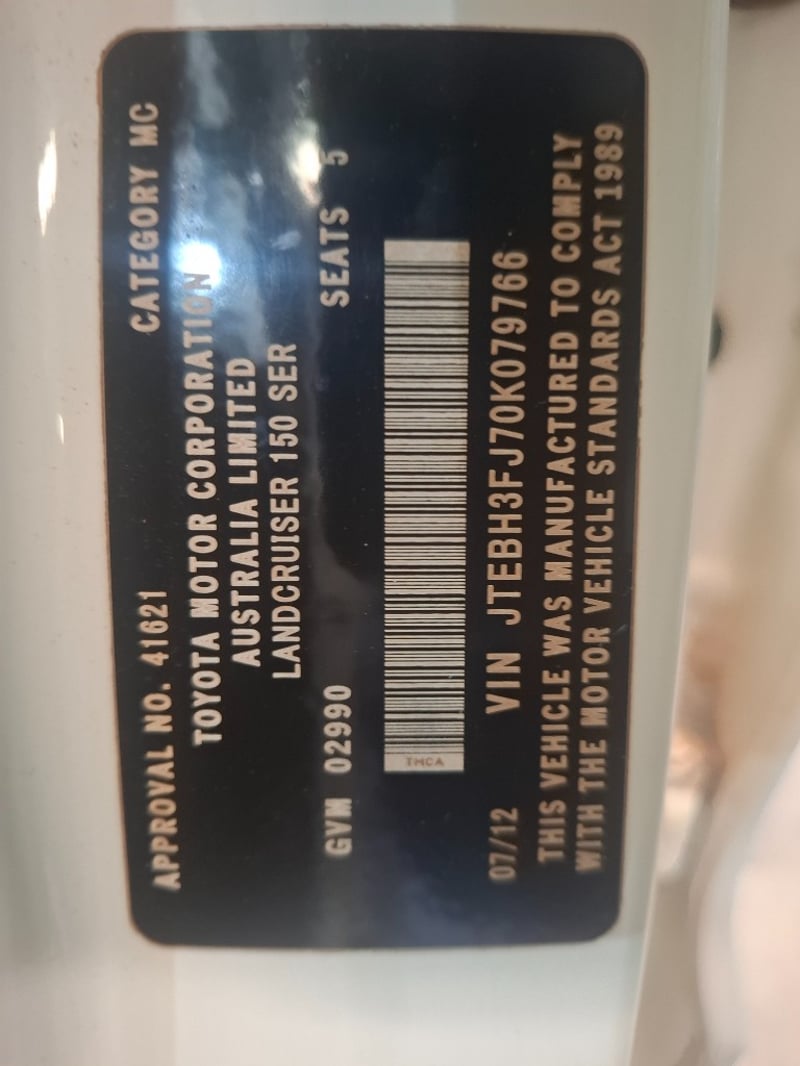 APPROVAL NO. 41621 CATEGORY MC
TOYOTA MOTOR CORPORATION
AUSTRALIA LIMITED
LANDCRUISER 150 SER
GVM 02990 SEATS 5
TMCA
07/12 VIN JTEBH3FJ70K079766
THIS VEHICLE WAS MANUFACTURED TO COMPLY
WITH THE MOTOR VEHICLE STANDARDS ACT 1989